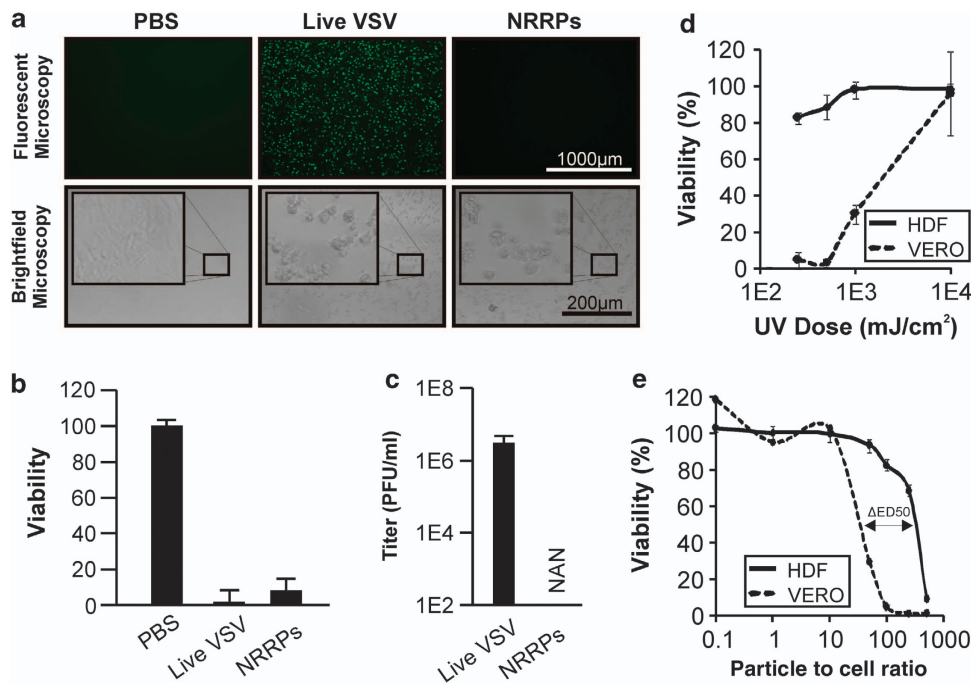 a
PBS
Live VSV
NRRPs
Fluorescent
Microscopy
1000µm
Brightfield
Microscopy
200µm
b
Viability
120
100
80
60
40
20
0
PBS
Live VSV
NRRPs
c
Titer (PFU/ml)
1E8
1E6
1E4
1E2
NAN
Live VSV
NRRPs
d
Viability (%)
120
100
80
60
40
20
0
HDF
VERO
1E2
1E3
1E4
UV Dose (mJ/cm²)
e
Viability (%)
120
100
80
60
40
120
0
ΔED50
HDF
VERO
0.1
1
10
100
1000
Particle to cell ratio